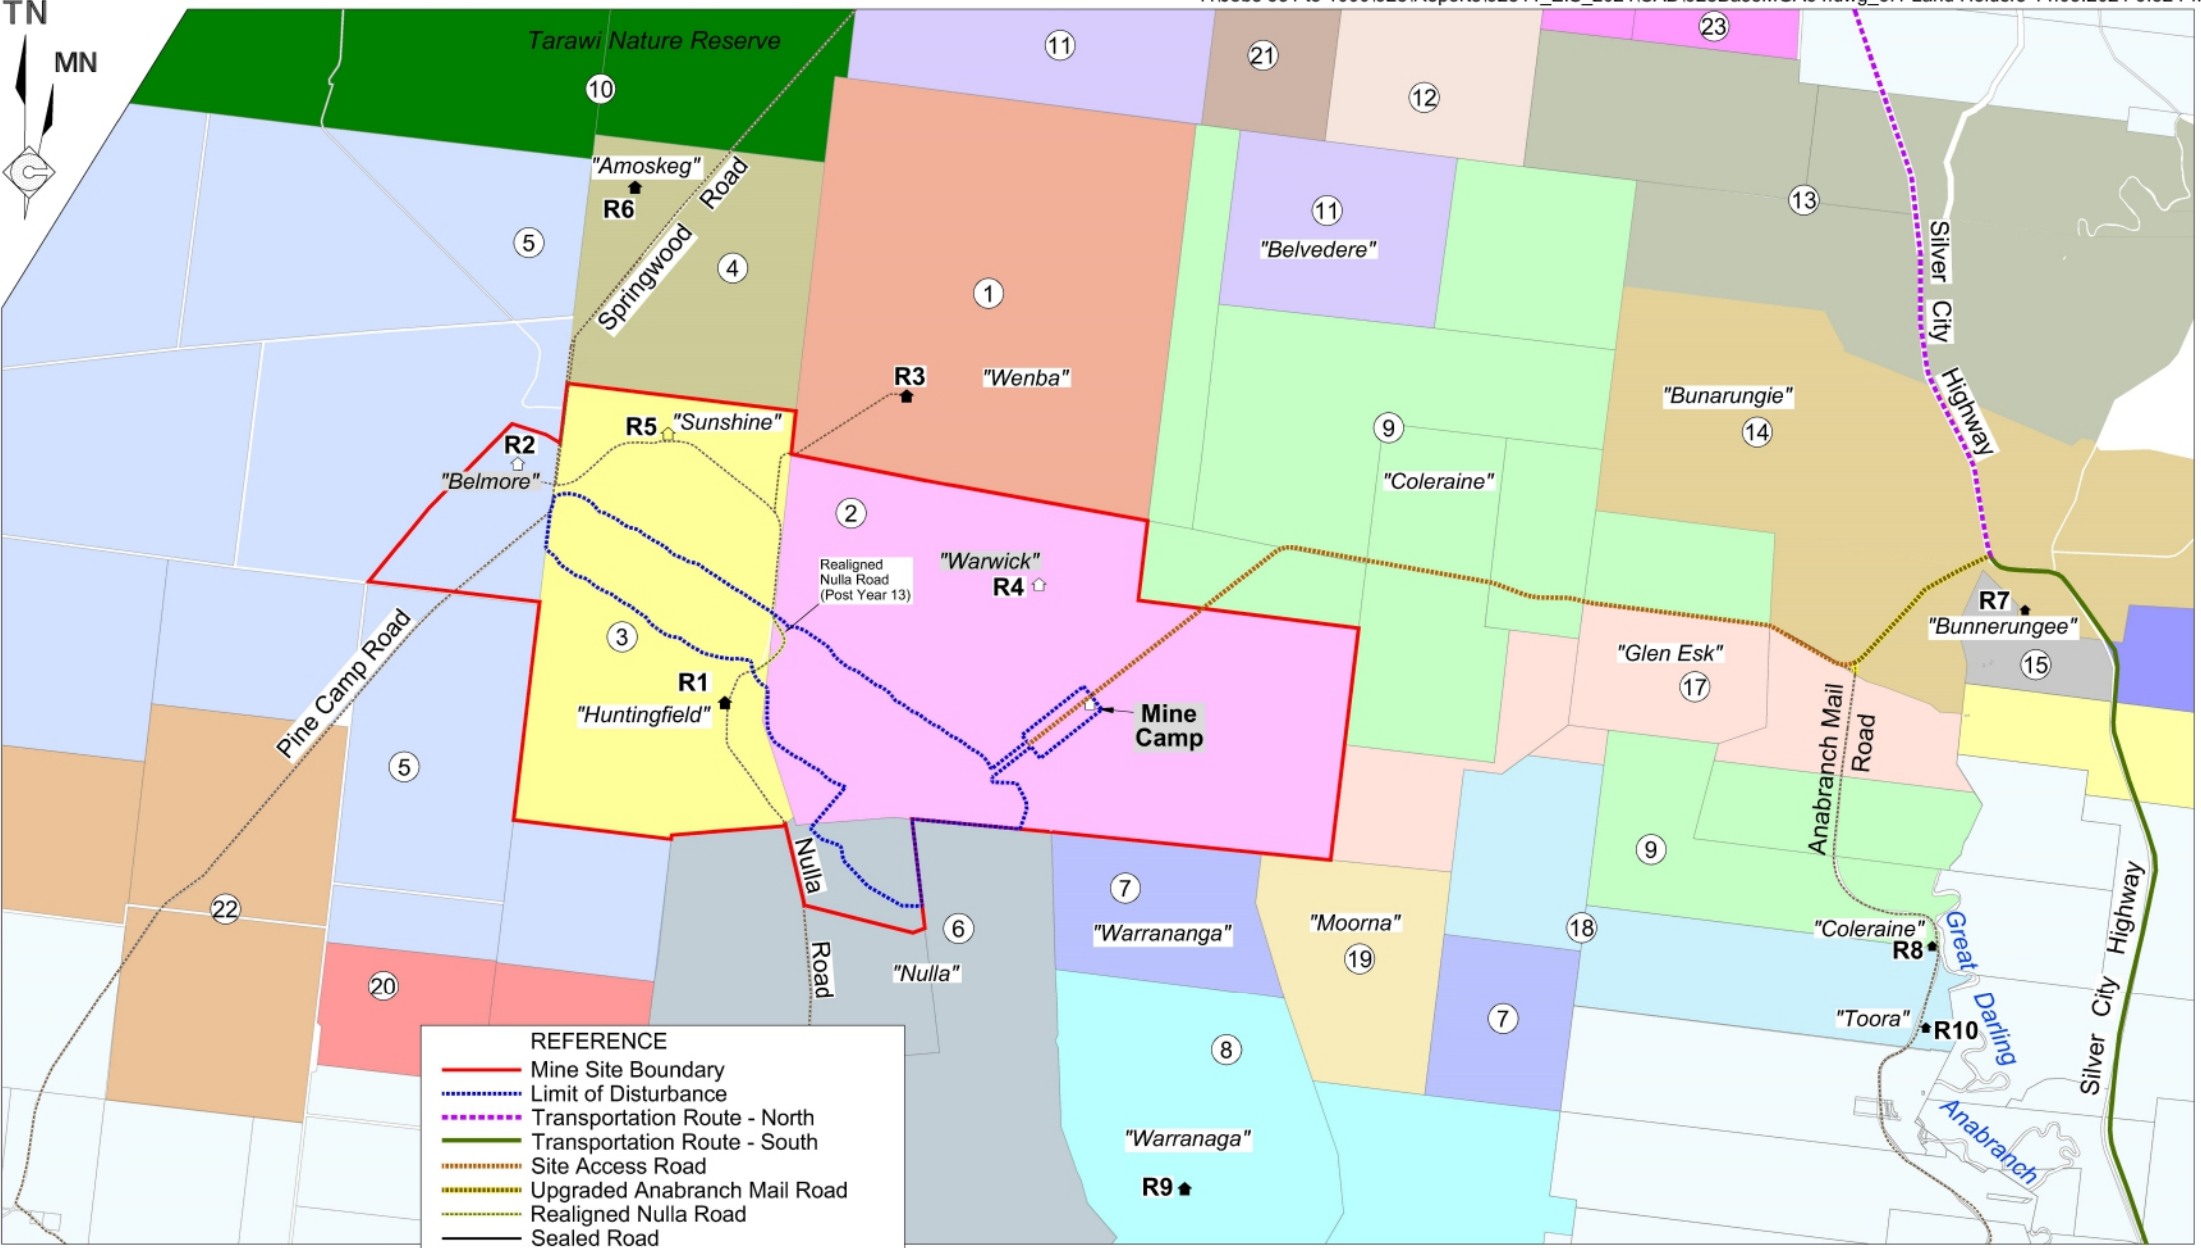 TN
MN
Tarawi Nature Reserve
10
11
21
12
23
"Amoskeg"
R6
Springwood Road
5
4
1
11
"Belvedere"
13
Silver City Highway
R3
"Wenba"
"Bunarungie"
14
R5
"Sunshine"
R2
"Belmore"
9
"Coleraine"
2
"Warwick"
R4
Realigned
Nulla Road
(Post Year 13)
3
R7
"Bunnerungee"
15
Pine Camp Road
R1
"Huntingfield"
"Glen Esk"
17
Mine
Camp
Anabranch Mail
Road
5
Nulla
Road
9
7
"Warrananga"
"Moorna"
19
18
22
6
"Nulla"
"Coleraine"
R8
Great
Darling
Anabranch
Silver City Highway
20
7
"Toora"
R10
8
"Warranaga"
R9
REFERENCE
Mine Site Boundary
Limit of Disturbance
Transportation Route - North
Transportation Route - South
Site Access Road
Upgraded Anabranch Mail Road
Realigned Nulla Road
Sealed Road